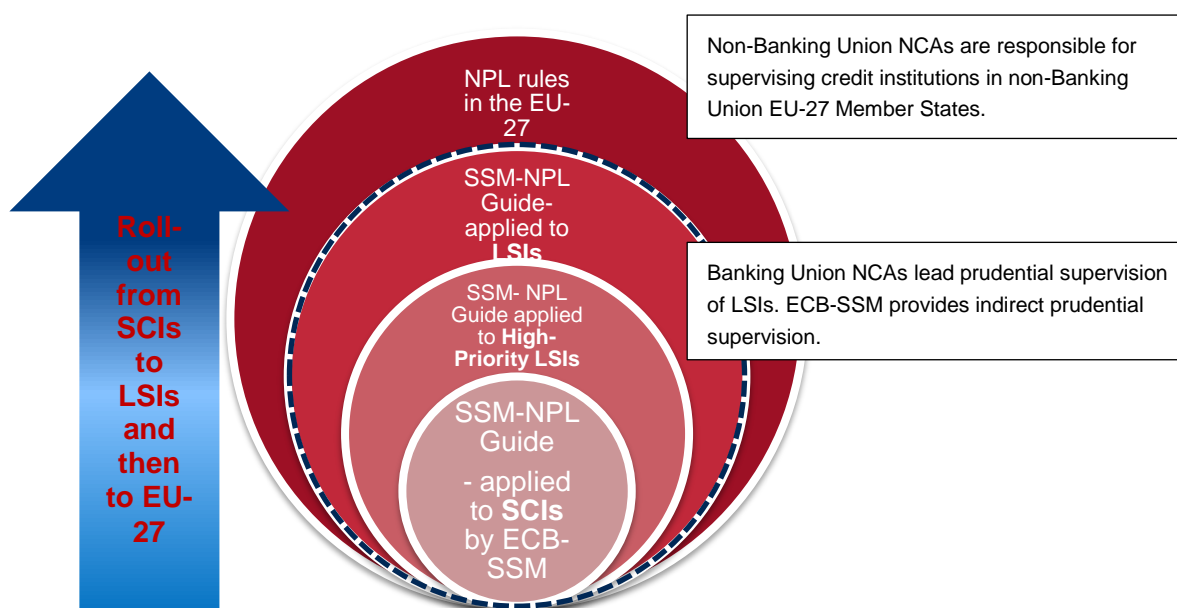 Roll-
out
from
SCIs
to
LSIs
and
then
to EU-
27
NPL rules
in the EU-
27
SSM-NPL
Guide-
applied to
LSIs
SSM- NPL
Guide applied
to High-
Priority LSIs
SSM-NPL
Guide
- applied
to SCIs
by ECB-
SSM
Non-Banking Union NCAs are responsible for
supervising credit institutions in non-Banking
Union EU-27 Member States.
Banking Union NCAs lead prudential supervision
of LSIs. ECB-SSM provides indirect prudential
supervision.